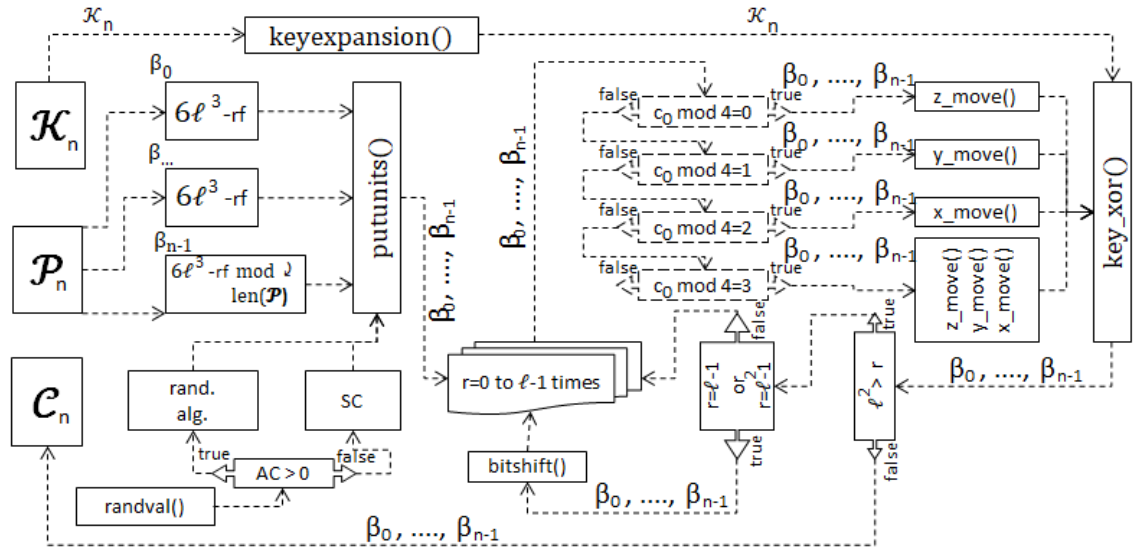 𝒦n
keyexpansion()
𝒦n
𝒦n
β0
6ℓ³-rf
β...
6ℓ³-rf
βn-1
6ℓ³-rf mod ⤸
len(𝒫)
𝒫n
𝒞n
putunits()
β0, ...., βn-1
rand.
alg.
SC
true
AC > 0
false
randval()
β0, ...., βn-1
r=0 to ℓ-1 times
bitshift()
β0, ...., βn-1
β0, ...., βn-1
false
c0 mod 4=0
true
β0, ...., βn-1
z_move()
false
c0 mod 4=1
true
β0, ...., βn-1
y_move()
false
c0 mod 4=2
true
β0, ...., βn-1
x_move()
false
c0 mod 4=3
true
β0, ...., βn-1
z_move()
y_move()
x_move()
key_xor()
false
r=ℓ-1
or
r=ℓ²-1
true
true
ℓ² > r
false
β0, ...., βn-1